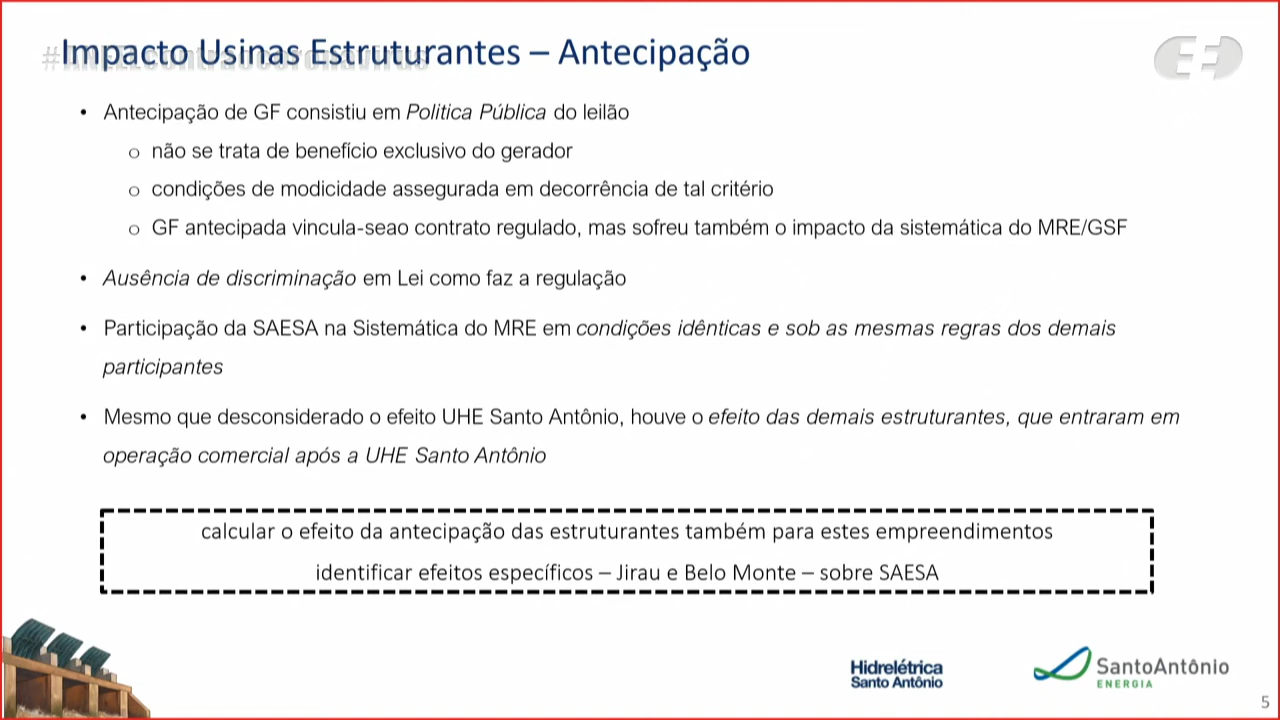 Impacto Usinas Estruturantes – Antecipação
• Antecipação de GF consistiu em Politica Pública do leilão
o não se trata de benefício exclusivo do gerador
o condições de modicidade assegurada em decorrência de tal critério
o GF antecipada vincula-seao contrato regulado, mas sofreu também o impacto da sistemática do MRE/GSF
• Ausência de discriminação em Lei como faz a regulação
• Participação da SAESA na Sistemática do MRE em condições idênticas e sob as mesmas regras dos demais
participantes
• Mesmo que desconsiderado o efeito UHE Santo Antônio, houve o efeito das demais estruturantes, que entraram em
operação comercial após a UHE Santo Antônio
calcular o efeito da antecipação das estruturantes também para estes empreendimentos
identificar efeitos específicos – Jirau e Belo Monte – sobre SAESA
Hidrelétrica
Santo Antônio
SantoAntônio
ENERGIA
5